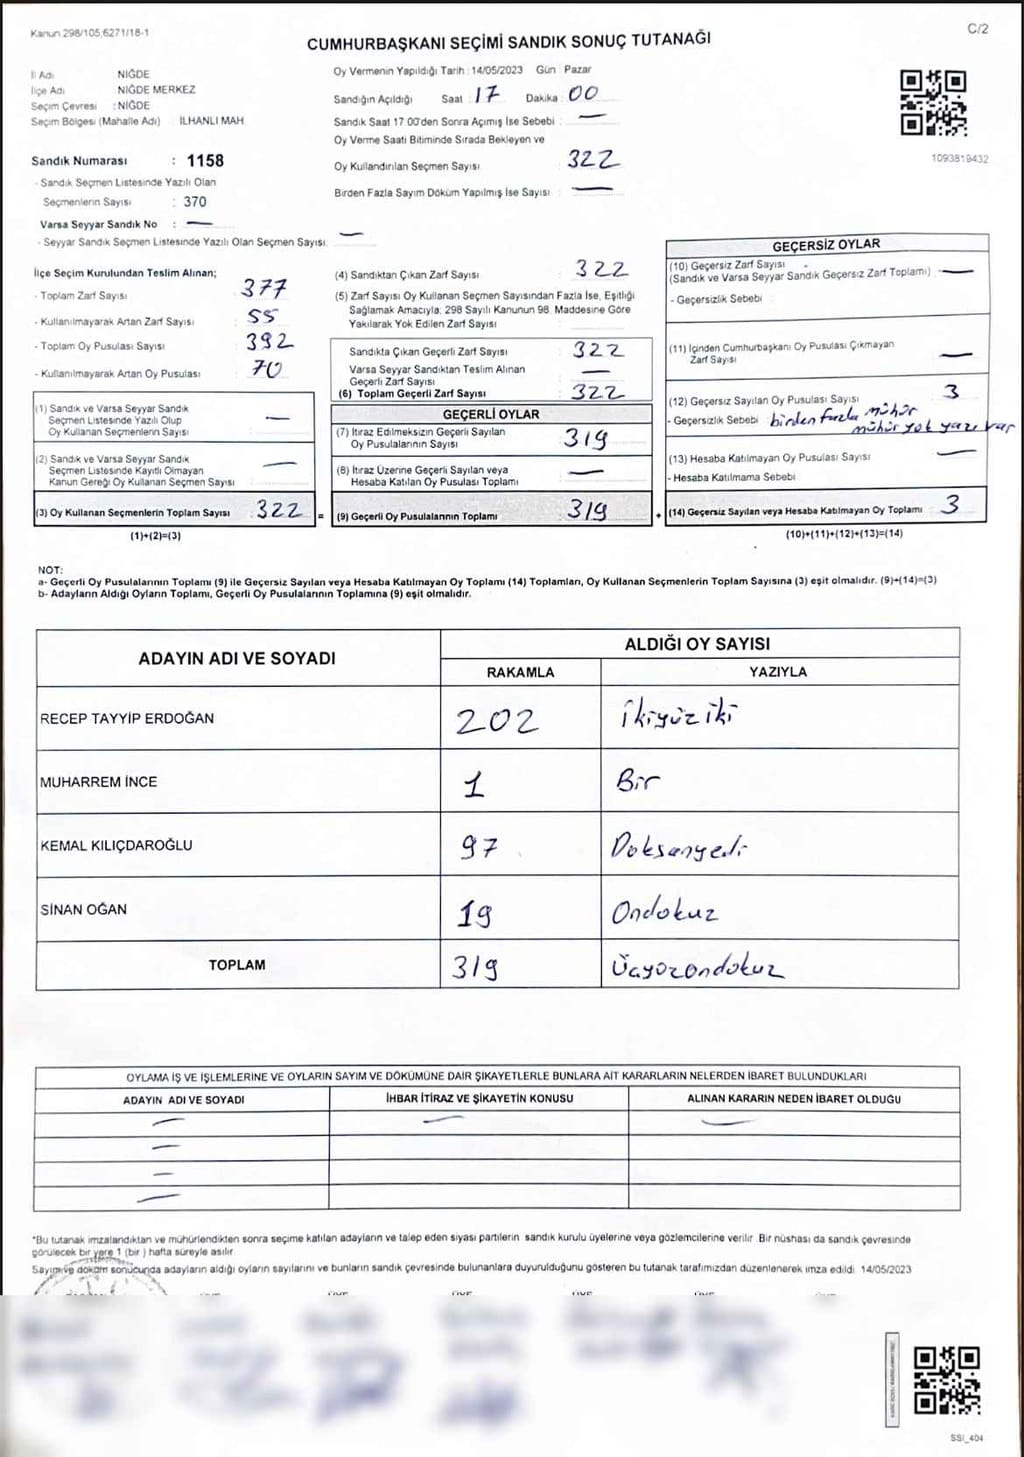 Kanun 298/105,6271/18-1
C/2
CUMHURBAŞKANI SEÇİMİ SANDIK SONUÇ TUTANAĞI
İl Adı NİĞDE
İlçe Adı NİĞDE MERKEZ
Seçim Çevresi : NİĞDE
Seçim Bölgesi (Mahalle Adı) İLHANLI MAH.
Sandık Numarası : 1158
- Sandık Seçmen Listesinde Yazılı Olan
Seçmenlerin Sayısı : 370
Varsa Seyyar Sandık No : —
- Seyyar Sandık Seçmen Listesinde Yazılı Olan Seçmen Sayısı: —
Oy Vermenin Yapıldığı Tarih : 14/05/2023 Gün : Pazar
Sandığın Açıldığı Saat : 17 Dakika : 00
Sandık Saat 17 00'den Sonra Açımış İse Sebebi : —
Oy Verme Saati Bitiminde Sırada Bekleyen ve
Oy Kullandırılan Seçmen Sayısı : 322
Birden Fazla Sayım Döküm Yapılmış İse Sayısı : —
1093819432
İlçe Seçim Kurulundan Teslim Alınan;
- Toplam Zarf Sayısı : 377
- Kullanılmayarak Artan Zarf Sayısı : 55
- Toplam Oy Pusulası Sayısı : 392
- Kullanılmayarak Artan Oy Pusulası : 70
(1) Sandık ve Varsa Seyyar Sandık
Seçmen Listesinde Yazılı Olup
Oy Kullanan Seçmenlerin Sayısı : —
(2) Sandık ve Varsa Seyyar Sandık
Seçmen Listesinde Kayıtlı Olmayan
Kanun Gereği Oy Kullanan Seçmen Sayısı : —
(3) Oy Kullanan Seçmenlerin Toplam Sayısı : 322 =
(1)+(2)=(3)
(4) Sandıktan Çıkan Zarf Sayısı : 322
(5) Zarf Sayısı Oy Kullanan Seçmen Sayısından Fazla İse, Eşitliği
Sağlamak Amacıyla, 298 Sayılı Kanunun 98. Maddesine Göre
Yakılarak Yok Edilen Zarf Sayısı :
Sandıkta Çıkan Geçerli Zarf Sayısı : 322
Varsa Seyyar Sandıktan Teslim Alınan
Geçerli Zarf Sayısı : —
(6) Toplam Geçerli Zarf Sayısı : 322
GEÇERLİ OYLAR
(7) İtiraz Edilmeksizin Geçerli Sayılan
Oy Pusulalarının Sayısı : 319
(8) İtiraz Üzerine Geçerli Sayılan veya
Hesaba Katılan Oy Pusulası Toplamı : —
(9) Geçerli Oy Pusulalarının Toplamı : 319 +
GEÇERSİZ OYLAR
(10) Geçersiz Zarf Sayısı
(Sandık ve Varsa Seyyar Sandık Geçersiz Zarf Toplamı) : —
- Geçersizlik Sebebi :
(11) İçinden Cumhurbaşkanı Oy Pusulası Çıkmayan
Zarf Sayısı : —
(12) Geçersiz Sayılan Oy Pusulası Sayısı : 3
- Geçersizlik Sebebi : birden fazla mühür
mühür yok yazı var
(13) Hesaba Katılmayan Oy Pusulası Sayısı : —
- Hesaba Katılmama Sebebi
(14) Geçersiz Sayılan veya Hesaba Katılmayan Oy Toplamı : 3
(10)+(11)+(12)+(13)=(14)
NOT:
a- Geçerli Oy Pusulalarının Toplamı (9) ile Geçersiz Sayılan veya Hesaba Katılmayan Oy Toplamı (14) Toplamları, Oy Kullanan Seçmenlerin Toplam Sayısına (3) eşit olmalıdır. (9)+(14)=(3)
b- Adayların Aldığı Oyların Toplamı, Geçerli Oy Pusulalarının Toplamına (9) eşit olmalıdır.
ADAYIN ADI VE SOYADI
ALDIĞI OY SAYISI
RAKAMLA YAZIYLA
RECEP TAYYİP ERDOĞAN 202 İkiyüziki
MUHARREM İNCE 1 Bir
KEMAL KILIÇDAROĞLU 97 Doksanyedi
SİNAN OĞAN 19 Ondokuz
TOPLAM 319 Üçyüzondokuz
OYLAMA İŞ VE İŞLEMLERİNE VE OYLARIN SAYIM VE DÖKÜMÜNE DAİR ŞİKAYETLERLE BUNLARA AİT KARARLARIN NELERDEN İBARET BULUNDUKLARI
ADAYIN ADI VE SOYADI İHBAR İTİRAZ VE ŞİKAYETİN KONUSU ALINAN KARARIN NEDEN İBARET OLDUĞU
— — —
—
—
—
*Bu tutanak imzalandıktan ve mühürlendikten sonra seçime katılan adayların ve talep eden siyasi partilerin sandık kurulu üyelerine veya gözlemcilerine verilir. Bir nüshası da sandık çevresinde
görülecek bir yere 1 (bir ) hafta süreyle asılır.
Sayım ve döküm sonucunda adayların aldığı oyların sayılarını ve bunların sandık çevresinde bulunanlara duyurulduğunu gösteren bu tutanak tarafımızdan düzenlenerek imza edildi. 14/05/2023
SSI_404